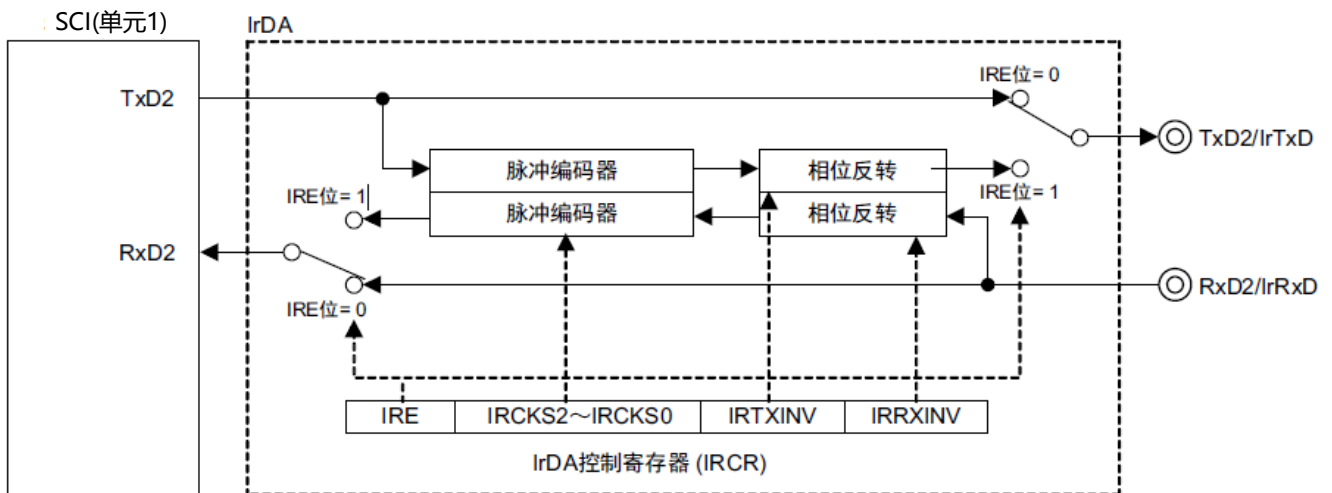 SCI(单元1)
IrDA
IRE位= 0
TxD2
TxD2/IrTxD
脉冲编码器
相位反转
IRE位= 1
IRE位= 1
脉冲编码器
相位反转
RxD2
RxD2/IrRxD
IRE位= 0
IRE
IRCKS2～IRCKS0
IRTXINV
IRRXINV
IrDA控制寄存器 (IRCR)